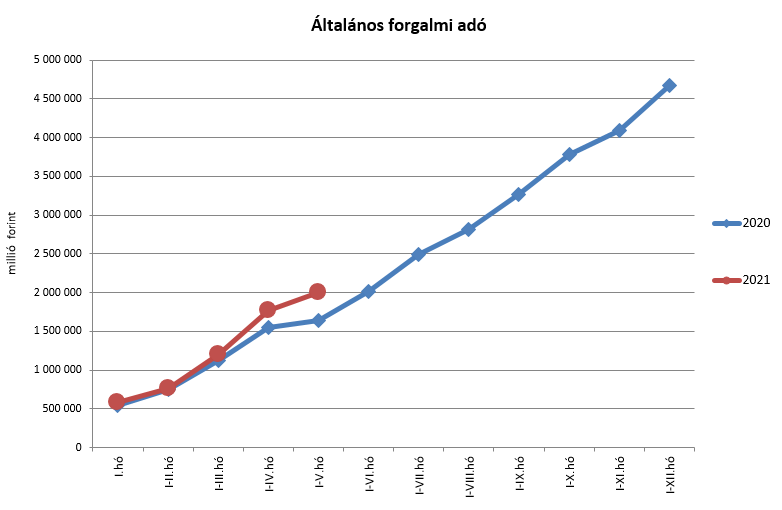 Általános forgalmi adó
5 000 000
4 500 000
4 000 000
3 500 000
3 000 000
2 500 000
2 000 000
1 500 000
1 000 000
500 000
0
millió forint
I.hó
I-II.hó
I-III.hó
I-IV.hó
I-V.hó
I-VI.hó
I-VII.hó
I-VIII.hó
I-IX.hó
I-X.hó
I-XI.hó
I-XII.hó
2020
2021